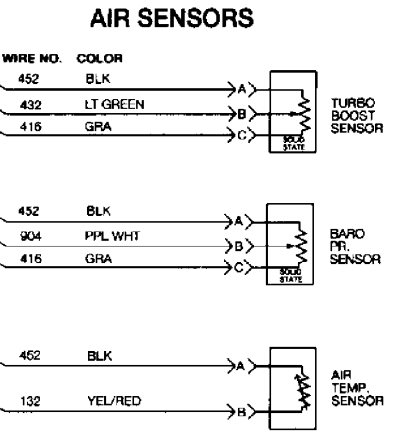 AIR SENSORS
WIRE NO. COLOR
452 BLK A
432 LT GREEN B
416 GRA C
SOLID
STATE
TURBO
BOOST
SENSOR
452 BLK A
904 PPL WHT B
416 GRA C
SOLID
STATE
BARO
PR.
SENSOR
452 BLK A
132 YEL/RED B
AIR
TEMP.
SENSOR